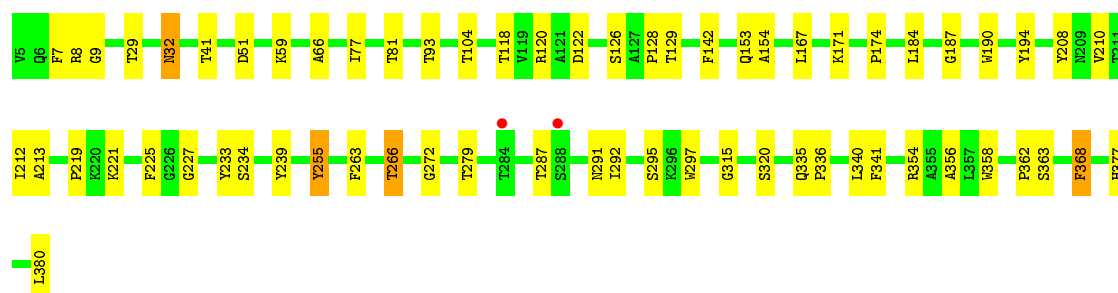 V5 Q6 F7 R8 G9 T29 N32 T41 D51 K59 A66 I77 T81 T93 T104 T118 V119 R120 A121 D122 S126 A127 P128 T129 F142 Q153 A154 L167 K171 P174 L184 G187 W190 Y194 Y208 N209 V210 T211
I212 A213 P219 K220 K221 F225 G226 G227 Y233 S234 Y239 Y255 F263 T266 G272 T279 T284 T287 S288 N291 I292 S295 K296 W297 G315 S320 Q335 P336 L340 F341 R354 A355 A356 L357 W358 P362 S363 F368 H377
L380